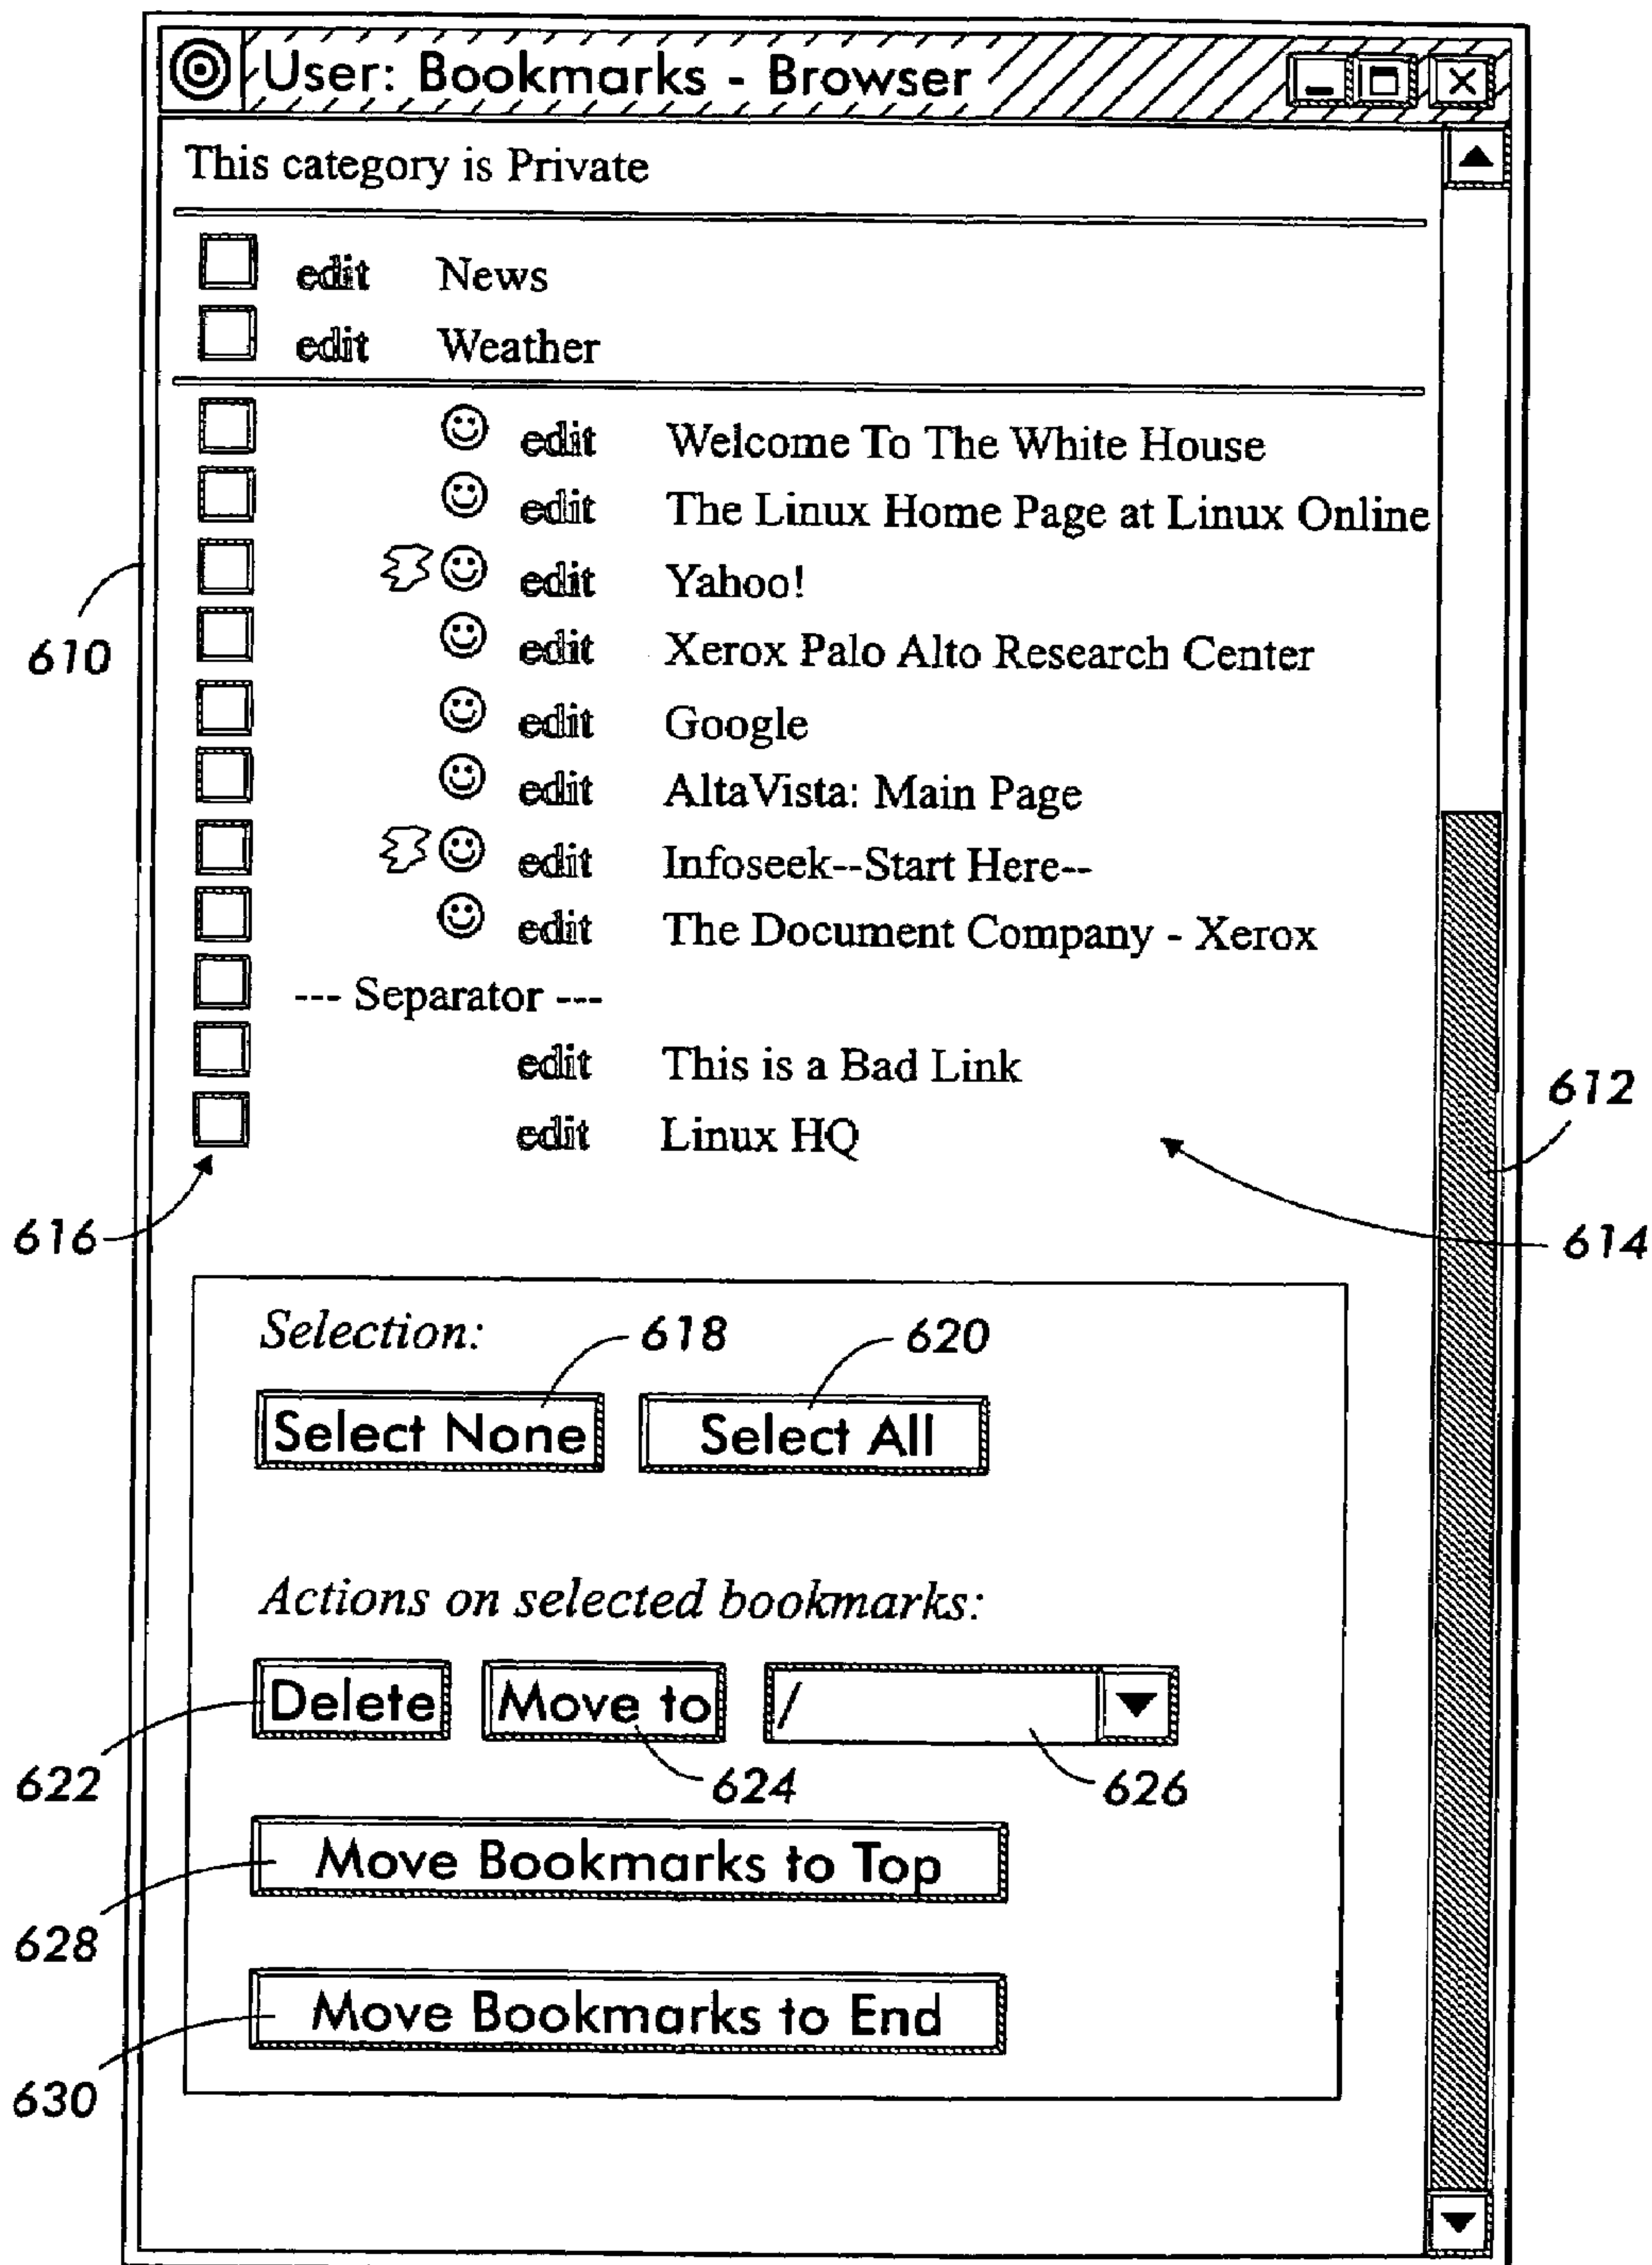 User: Bookmarks - Browser
This category is Private
edit News
edit Weather
edit Welcome To The White House
edit The Linux Home Page at Linux Online
edit Yahoo!
610
edit Xerox Palo Alto Research Center
edit Google
edit AltaVista: Main Page
edit Infoseek--Start Here--
edit The Document Company - Xerox
--- Separator ---
edit This is a Bad Link
612
edit Linux HQ
616
614
Selection: 618 620
Select None Select All
Actions on selected bookmarks:
Delete Move to /
622 624 626
Move Bookmarks to Top
628
Move Bookmarks to End
630